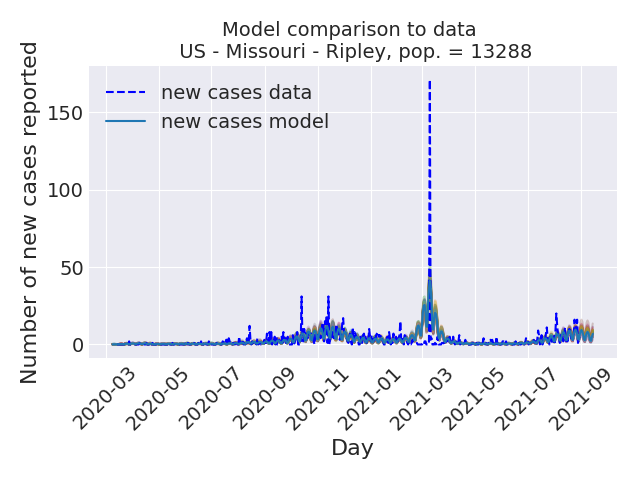 Model comparison to data
US - Missouri - Ripley, pop. = 13288
Number of new cases reported
150
100
50
0
new cases data
new cases model
2020-03
2020-05
2020-07
2020-09
2020-11
2021-01
2021-03
2021-05
2021-07
2021-09
Day